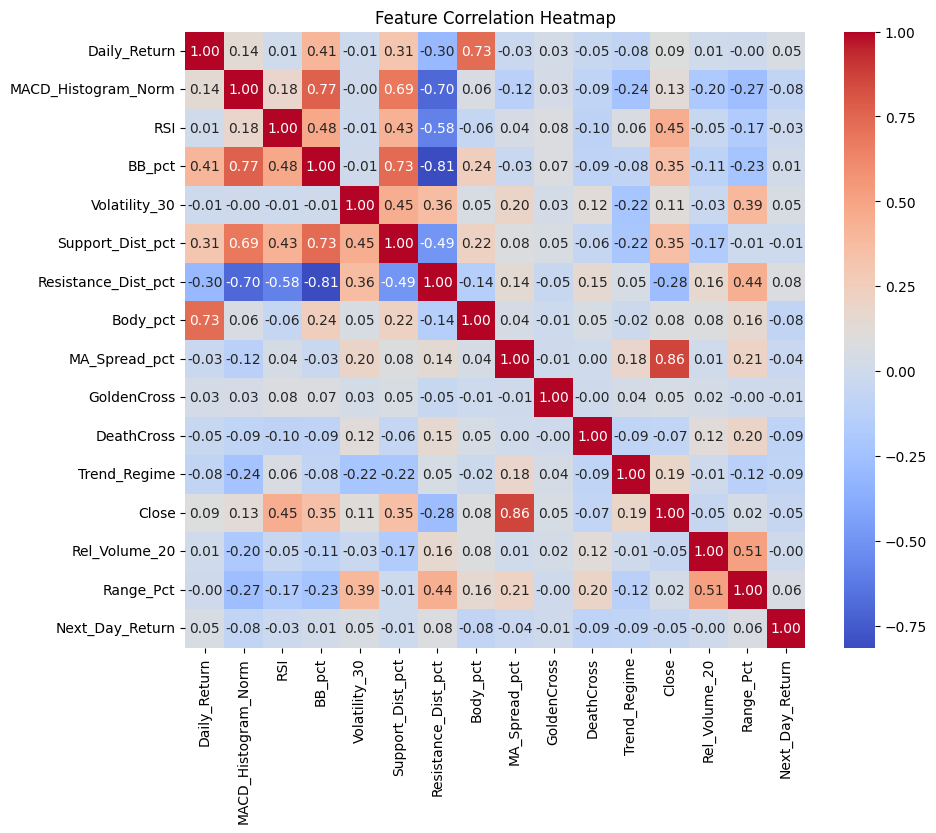 Feature Correlation Heatmap
Daily_Return 1.00 0.14 0.01 0.41 -0.01 0.31 -0.30 0.73 -0.03 0.03 -0.05 -0.08 0.09 0.01 -0.00 0.05
MACD_Histogram_Norm 0.14 1.00 0.18 0.77 -0.00 0.69 -0.70 0.06 -0.12 0.03 -0.09 -0.24 0.13 -0.20 -0.27 -0.08
RSI 0.01 0.18 1.00 0.48 -0.01 0.43 -0.58 -0.06 0.04 0.08 -0.10 0.06 0.45 -0.05 -0.17 -0.03
BB_pct 0.41 0.77 0.48 1.00 -0.01 0.73 -0.81 0.24 -0.03 0.07 -0.09 -0.08 0.35 -0.11 -0.23 0.01
Volatility_30 -0.01 -0.00 -0.01 -0.01 1.00 0.45 0.36 0.05 0.20 0.03 0.12 -0.22 0.11 -0.03 0.39 0.05
Support_Dist_pct 0.31 0.69 0.43 0.73 0.45 1.00 -0.49 0.22 0.08 0.05 -0.06 -0.22 0.35 -0.17 -0.01 -0.01
Resistance_Dist_pct -0.30 -0.70 -0.58 -0.81 0.36 -0.49 1.00 -0.14 0.14 -0.05 0.15 0.05 -0.28 0.16 0.44 0.08
Body_pct 0.73 0.06 -0.06 0.24 0.05 0.22 -0.14 1.00 0.04 -0.01 0.05 -0.02 0.08 0.08 0.16 -0.08
MA_Spread_pct -0.03 -0.12 0.04 -0.03 0.20 0.08 0.14 0.04 1.00 -0.01 0.00 0.18 0.86 0.01 0.21 -0.04
GoldenCross 0.03 0.03 0.08 0.07 0.03 0.05 -0.05 -0.01 -0.01 1.00 -0.00 0.04 0.05 0.02 -0.00 -0.01
DeathCross -0.05 -0.09 -0.10 -0.09 0.12 -0.06 0.15 0.05 0.00 -0.00 1.00 -0.09 -0.07 0.12 0.20 -0.09
Trend_Regime -0.08 -0.24 0.06 -0.08 -0.22 -0.22 0.05 -0.02 0.18 0.04 -0.09 1.00 0.19 -0.01 -0.12 -0.09
Close 0.09 0.13 0.45 0.35 0.11 0.35 -0.28 0.08 0.86 0.05 -0.07 0.19 1.00 -0.05 0.02 -0.05
Rel_Volume_20 0.01 -0.20 -0.05 -0.11 -0.03 -0.17 0.16 0.08 0.01 0.02 0.12 -0.01 -0.05 1.00 0.51 -0.00
Range_Pct -0.00 -0.27 -0.17 -0.23 0.39 -0.01 0.44 0.16 0.21 -0.00 0.20 -0.12 0.02 0.51 1.00 0.06
Next_Day_Return 0.05 -0.08 -0.03 0.01 0.05 -0.01 0.08 -0.08 -0.04 -0.01 -0.09 -0.09 -0.05 -0.00 0.06 1.00
Daily_Return
MACD_Histogram_Norm
RSI
BB_pct
Volatility_30
Support_Dist_pct
Resistance_Dist_pct
Body_pct
MA_Spread_pct
GoldenCross
DeathCross
Trend_Regime
Close
Rel_Volume_20
Range_Pct
Next_Day_Return
1.00
0.75
0.50
0.25
0.00
-0.25
-0.50
-0.75